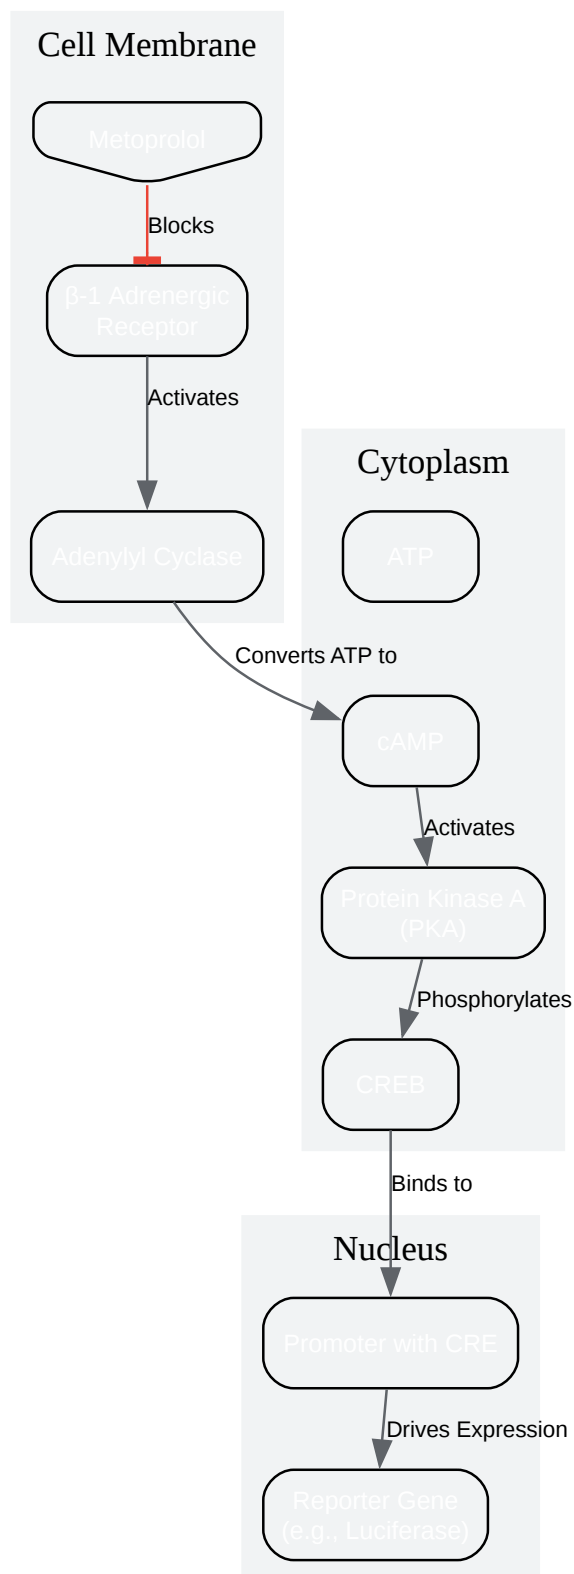 Cell Membrane
Metoprolol
Blocks
β-1 Adrenergic
Receptor
Activates
Adenylyl Cyclase
Cytoplasm
ATP
Converts ATP to
cAMP
Activates
Protein Kinase A
(PKA)
Phosphorylates
CREB
Binds to
Nucleus
Promoter with CRE
Drives Expression
Reporter Gene
(e.g., Luciferase)